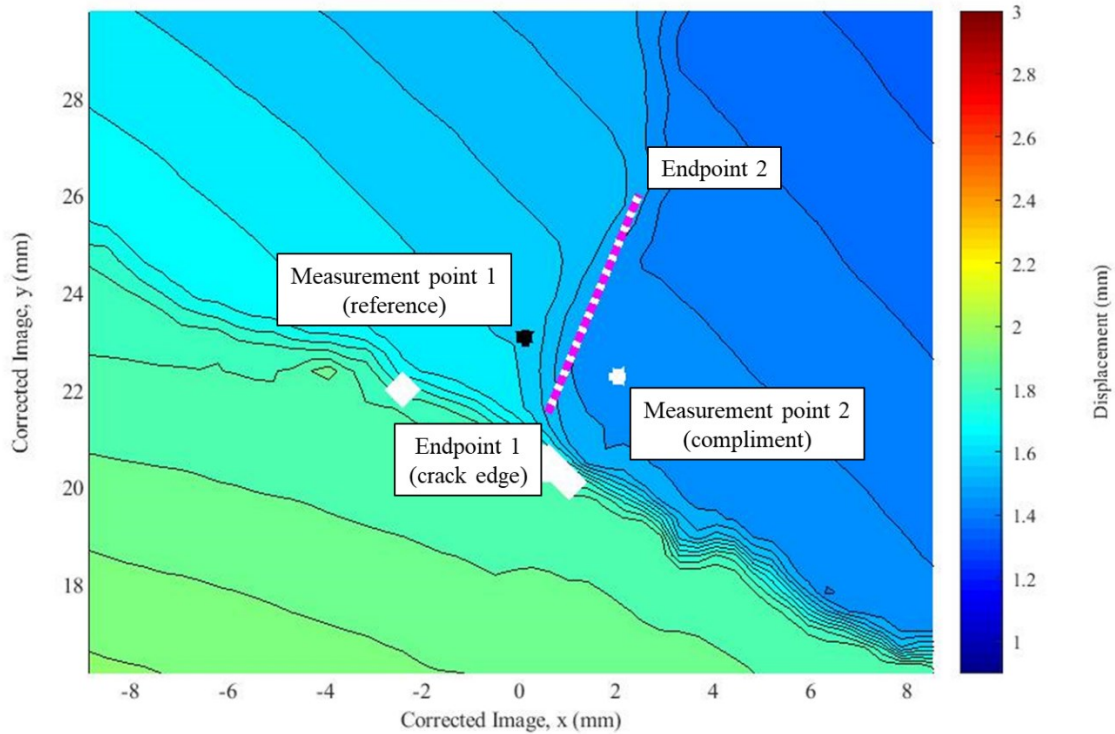 28
26
24
22
20
18
Corrected Image, y (mm)
-8
-6
-4
-2
0
2
4
6
8
Corrected Image, x (mm)
Endpoint 2
Measurement point 1
(reference)
Endpoint 1
(crack edge)
Measurement point 2
(compliment)
3
2.8
2.6
2.4
2.2
2
1.8
1.6
1.4
1.2
1
Displacement (mm)